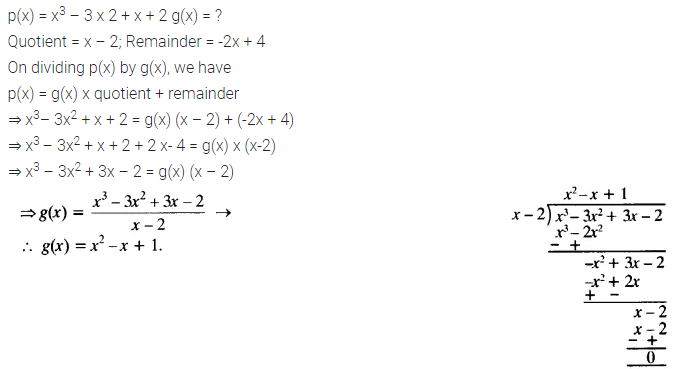 p(x) = x³ – 3 x 2 + x + 2 g(x) = ?
Quotient = x – 2; Remainder = -2x + 4
On dividing p(x) by g(x), we have
p(x) = g(x) x quotient + remainder
⇒ x³– 3x² + x + 2 = g(x) (x – 2) + (-2x + 4)
⇒ x³ – 3x² + x + 2 + 2 x- 4 = g(x) x (x-2)
⇒ x³ – 3x² + 3x – 2 = g(x) (x – 2)
x³ – 3x² + 3x – 2
⇒ g(x) = →
x – 2
∴ g(x) = x² – x + 1.
x² – x + 1
x – 2 ) x³ – 3x² + 3x – 2
x³ – 2x²
– +
–x² + 3x – 2
–x² + 2x
+ –
x – 2
x – 2
– +
0